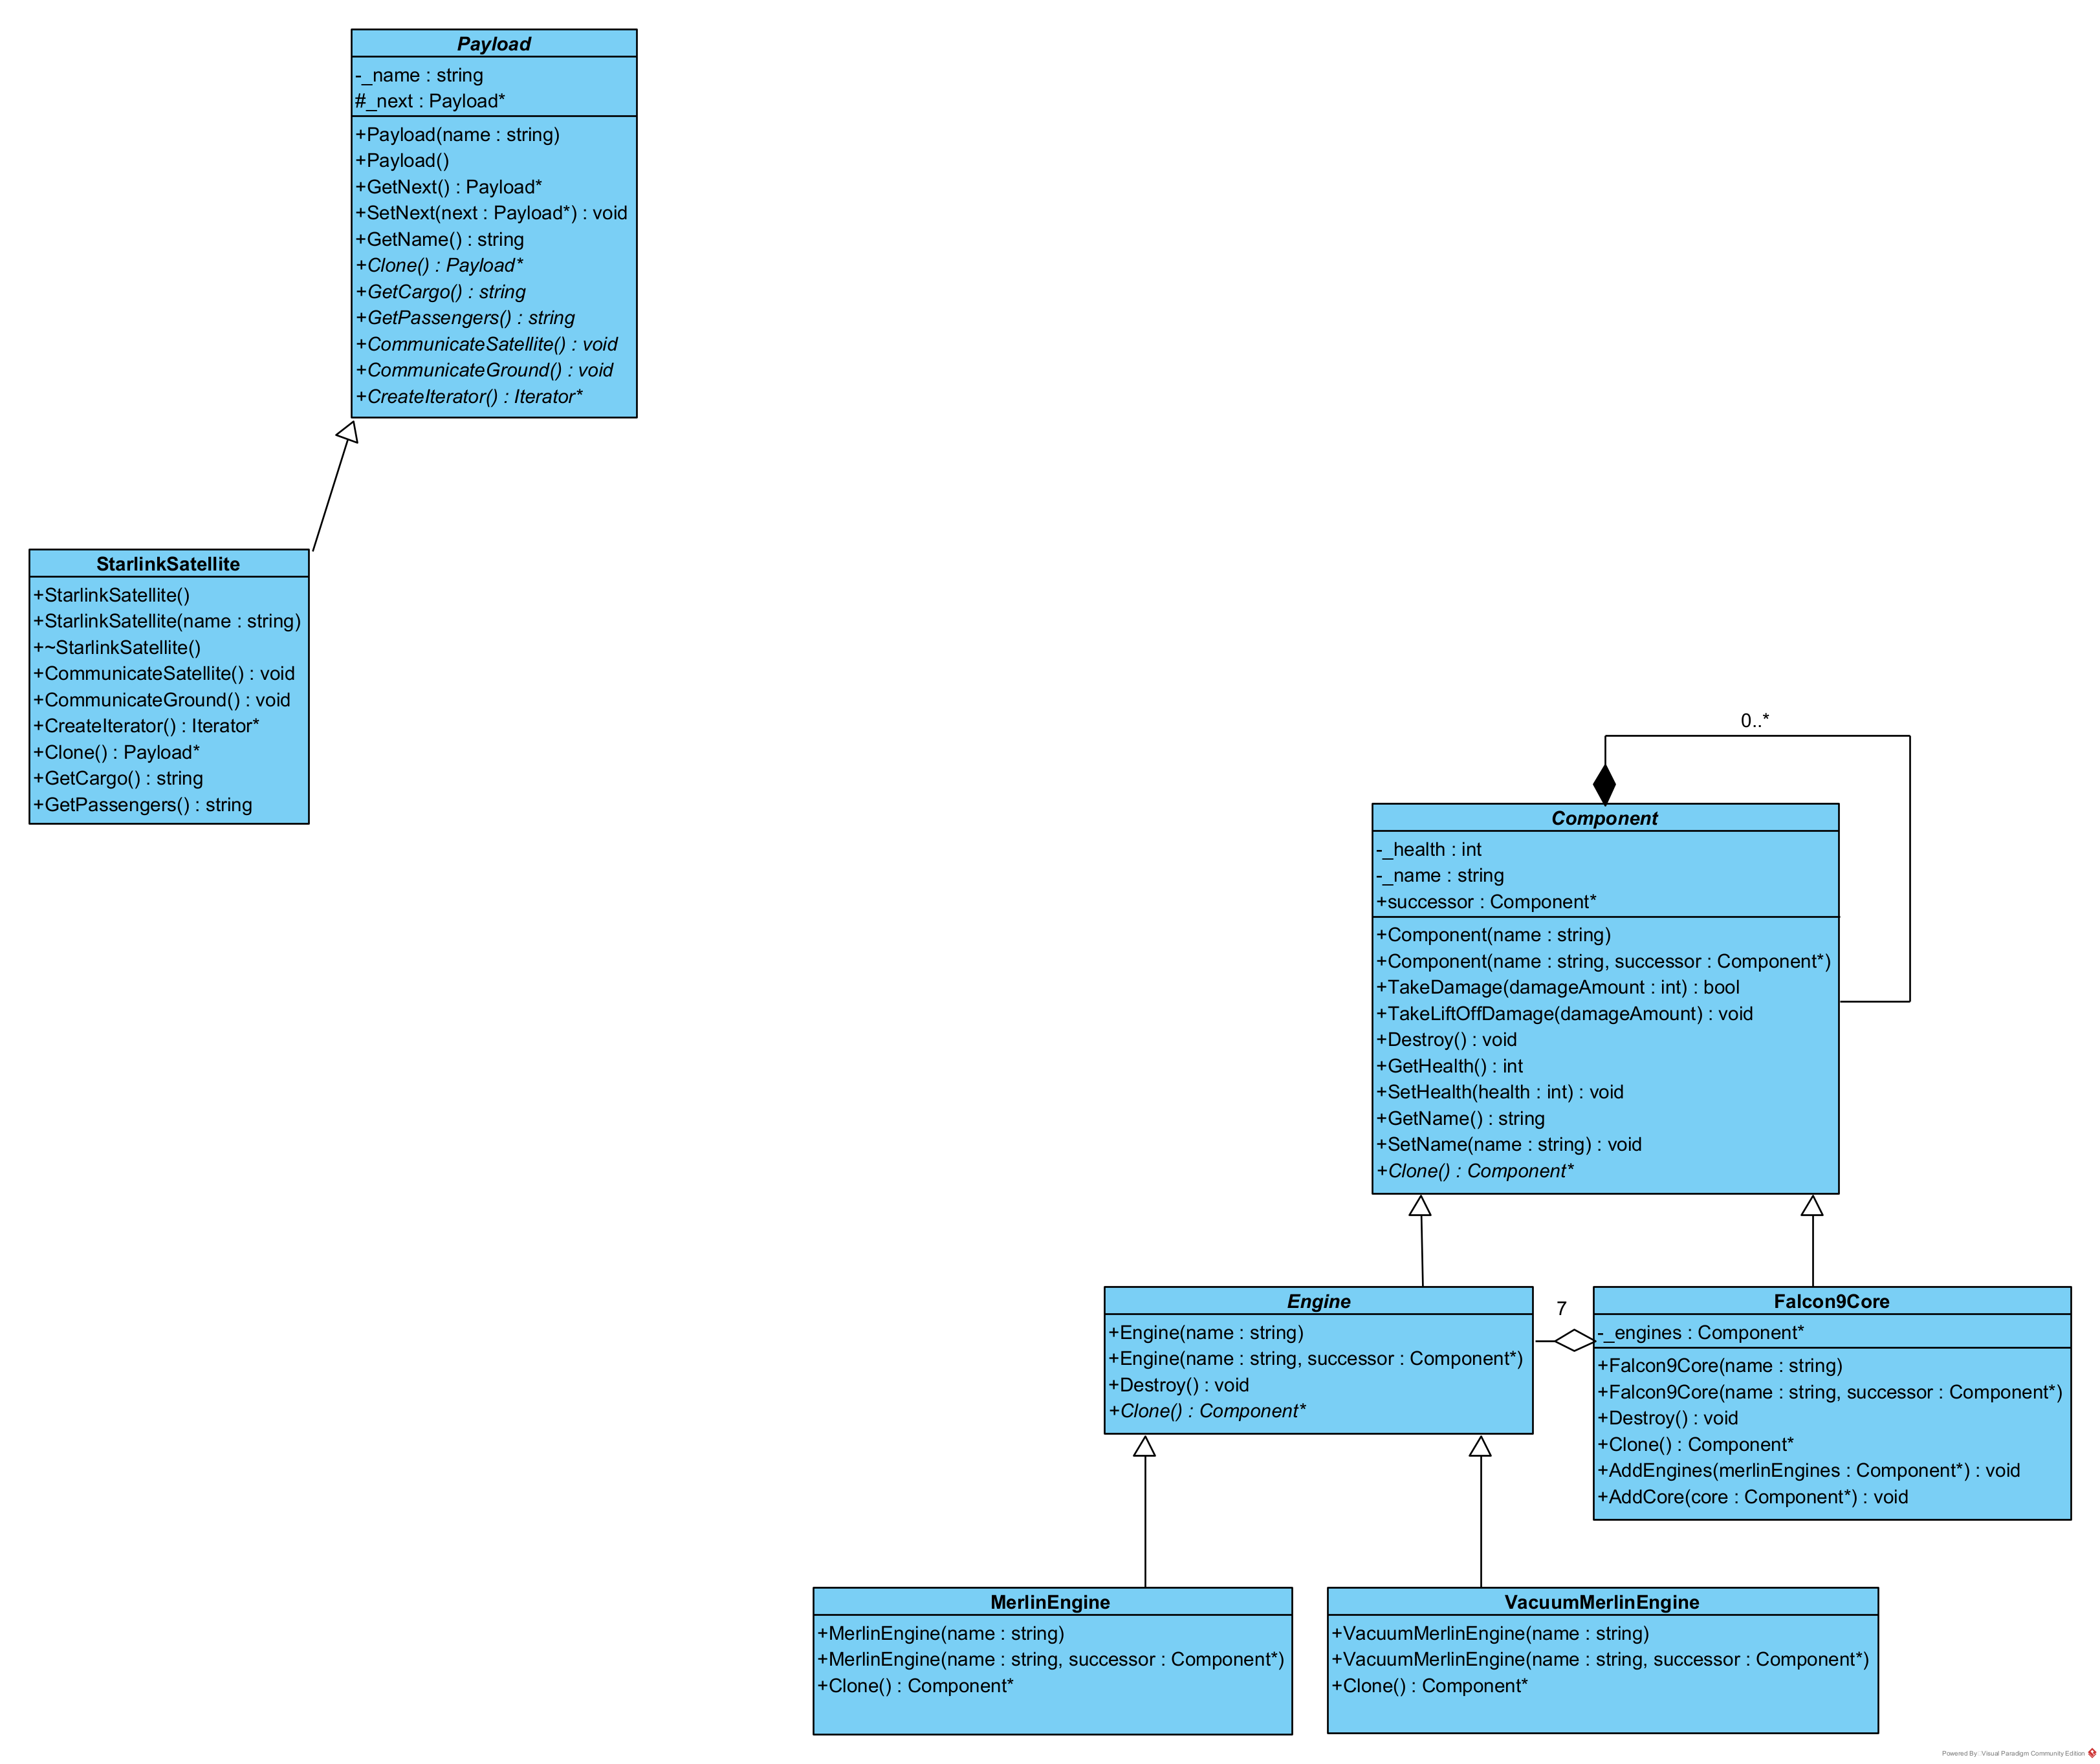 Payload
-_name : string
#_next : Payload*
+Payload(name : string)
+Payload()
+GetNext() : Payload*
+SetNext(next : Payload*) : void
+GetName() : string
+Clone() : Payload*
+GetCargo() : string
+GetPassengers() : string
+CommunicateSatellite() : void
+CommunicateGround() : void
+CreateIterator() : Iterator*
StarlinkSatellite
+StarlinkSatellite()
+StarlinkSatellite(name : string)
+~StarlinkSatellite()
+CommunicateSatellite() : void
+CommunicateGround() : void
+CreateIterator() : Iterator*
+Clone() : Payload*
+GetCargo() : string
+GetPassengers() : string
0..*
Component
-_health : int
-_name : string
+successor : Component*
+Component(name : string)
+Component(name : string, successor : Component*)
+TakeDamage(damageAmount : int) : bool
+TakeLiftOffDamage(damageAmount) : void
+Destroy() : void
+GetHealth() : int
+SetHealth(health : int) : void
+GetName() : string
+SetName(name : string) : void
+Clone() : Component*
Engine
+Engine(name : string)
+Engine(name : string, successor : Component*)
+Destroy() : void
+Clone() : Component*
7
Falcon9Core
-_engines : Component*
+Falcon9Core(name : string)
+Falcon9Core(name : string, successor : Component*)
+Destroy() : void
+Clone() : Component*
+AddEngines(merlinEngines : Component*) : void
+AddCore(core : Component*) : void
MerlinEngine
+MerlinEngine(name : string)
+MerlinEngine(name : string, successor : Component*)
+Clone() : Component*
VacuumMerlinEngine
+VacuumMerlinEngine(name : string)
+VacuumMerlinEngine(name : string, successor : Component*)
+Clone() : Component*
Powered By: Visual Paradigm Community Edition